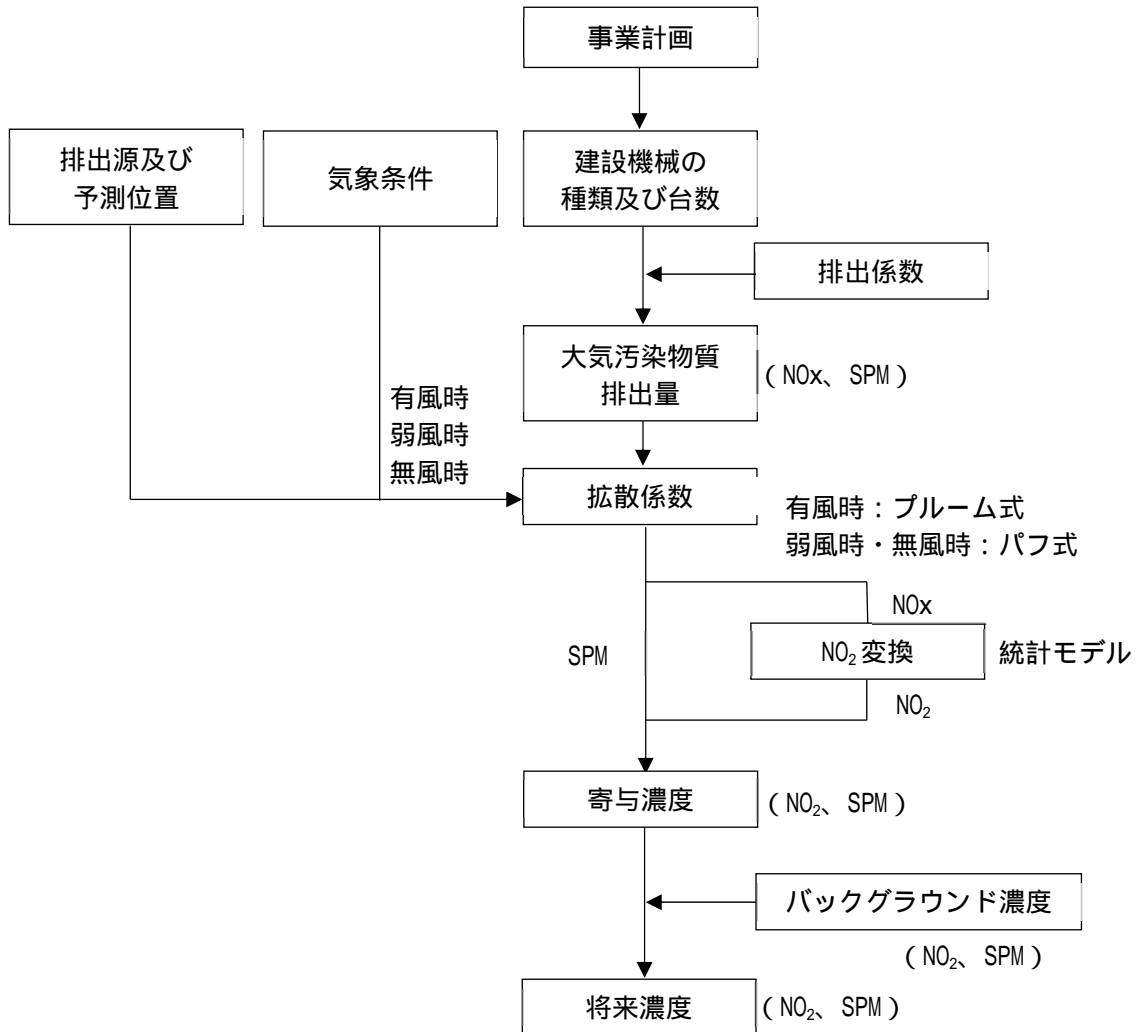 事業計画
排出源及び
予測位置
気象条件
建設機械の
種類及び台数
排出係数
大気汚染物質
排出量
（NOx、SPM）
有風時
弱風時
無風時
拡散係数
有風時：プルーム式
弱風時・無風時：パフ式
NOx
SPM
NO₂変換
統計モデル
NO₂
寄与濃度
（NO₂、SPM）
バックグラウンド濃度
（NO₂、SPM）
将来濃度
（NO₂、SPM）